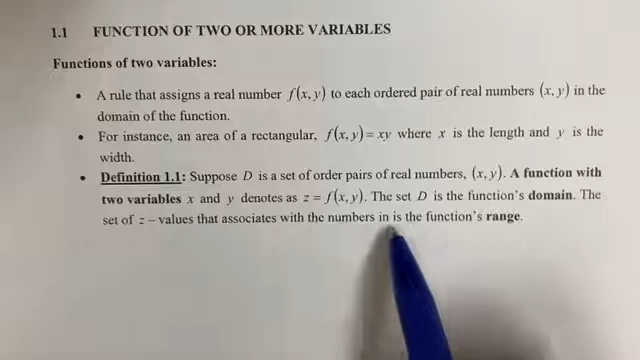 1.1 FUNCTION OF TWO OR MORE VARIABLES
Functions of two variables:
• A rule that assigns a real number f(x, y) to each ordered pair of real numbers (x, y) in the
domain of the function.
• For instance, an area of a rectangular, f(x, y) = xy where x is the length and y is the
width.
• Definition 1.1: Suppose D is a set of order pairs of real numbers, (x, y). A function with
two variables x and y denotes as z = f(x, y). The set D is the function's domain. The
set of z – values that associates with the numbers in is the function's range.